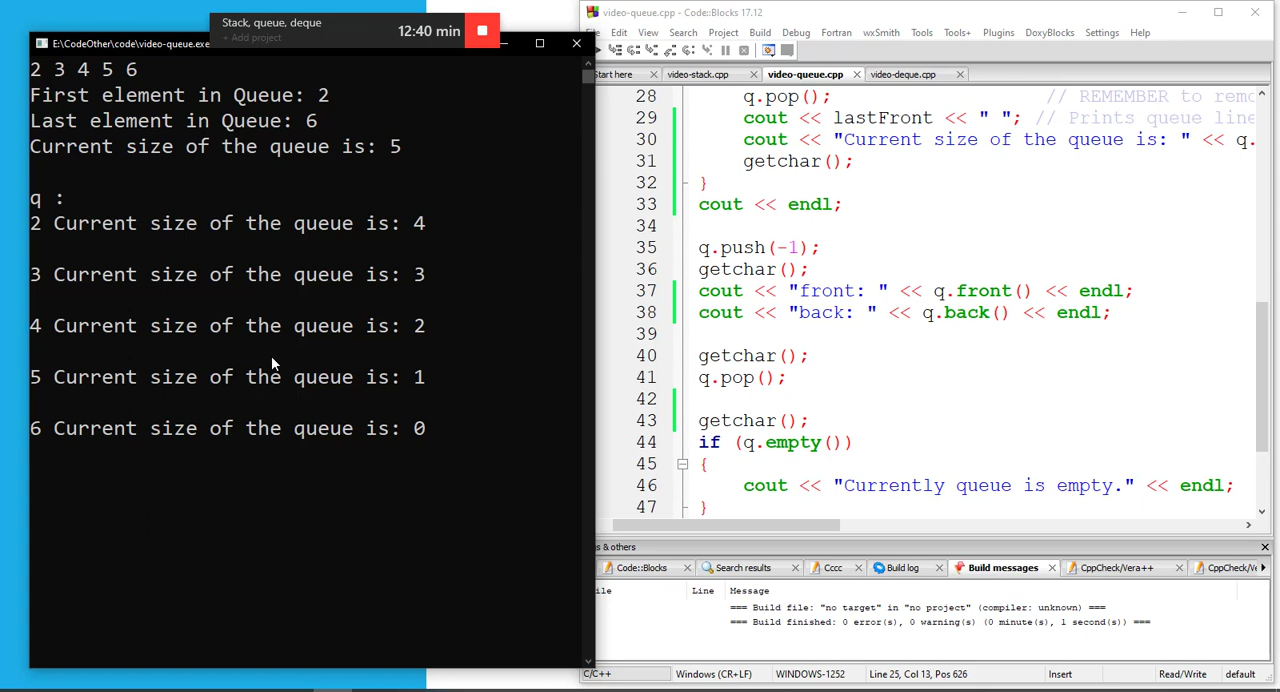 Stack, queue, deque
+ Add project
12:40 min
E:\CodeOther\code\video-queue.exe
2 3 4 5 6
First element in Queue: 2
Last element in Queue: 6
Current size of the queue is: 5
q :
2 Current size of the queue is: 4
3 Current size of the queue is: 3
4 Current size of the queue is: 2
5 Current size of the queue is: 1
6 Current size of the queue is: 0
video-queue.cpp - Code::Blocks 17.12
Edit View Search Project Build Debug Fortran wxSmith Tools Tools+ Plugins DoxyBlocks Settings Help
Start here video-stack.cpp video-queue.cpp video-deque.cpp
28 q.pop(); // REMEMBER to remo
29 cout << lastFront << " "; // Prints queue line
30 cout << "Current size of the queue is: " << q.
31 getchar();
32 }
33 cout << endl;
34
35 q.push(-1);
36 getchar();
37 cout << "front: " << q.front() << endl;
38 cout << "back: " << q.back() << endl;
39
40 getchar();
41 q.pop();
42
43 getchar();
44 if (q.empty())
45 {
46 cout << "Currently queue is empty." << endl;
47 }
s & others
Code::Blocks Search results Cccc Build log Build messages CppCheck/Vera++ CppCheck/Ve
ile Line Message
=== Build file: "no target" in "no project" (compiler: unknown) ===
=== Build finished: 0 error(s), 0 warning(s) (0 minute(s), 1 second(s)) ===
C/C++ Windows (CR+LF) WINDOWS-1252 Line 25, Col 13, Pos 626 Insert Read/Write default